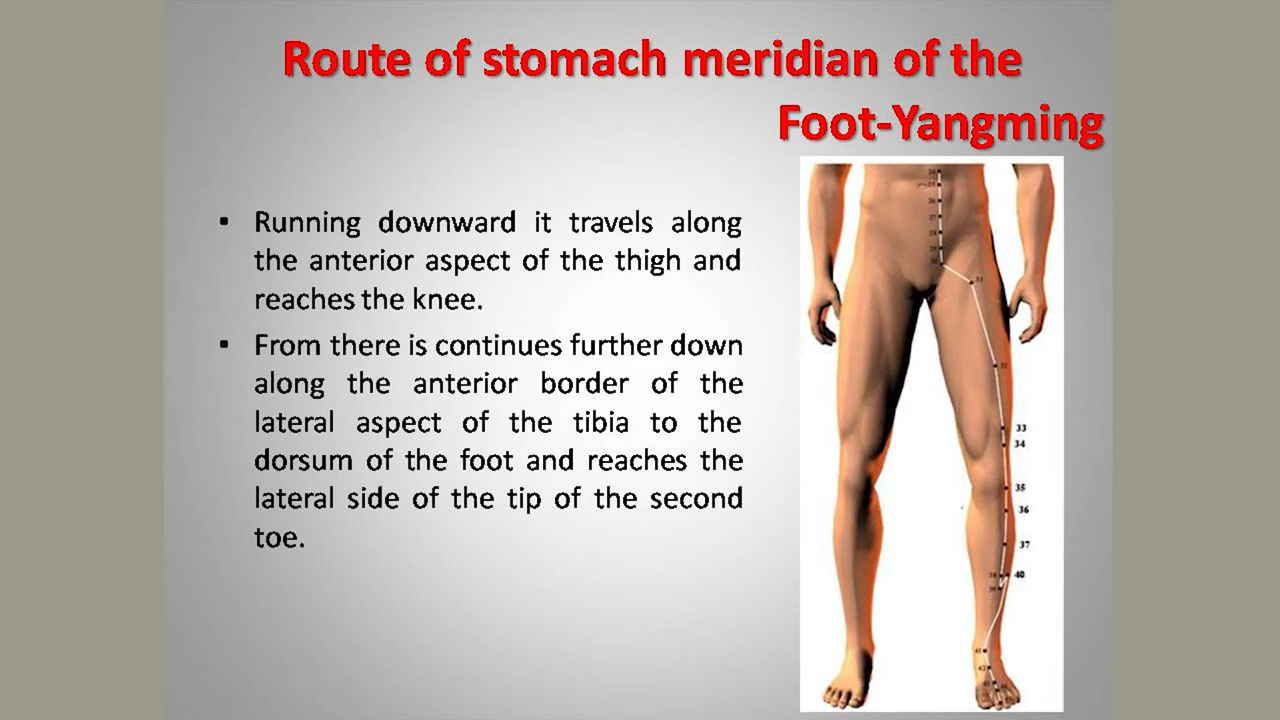 Route of stomach meridian of the
Foot-Yangming
• Running downward it travels along
the anterior aspect of the thigh and
reaches the knee.
• From there is continues further down
along the anterior border of the
lateral aspect of the tibia to the
dorsum of the foot and reaches the
lateral side of the tip of the second
toe.
33
34
35
36
37
40